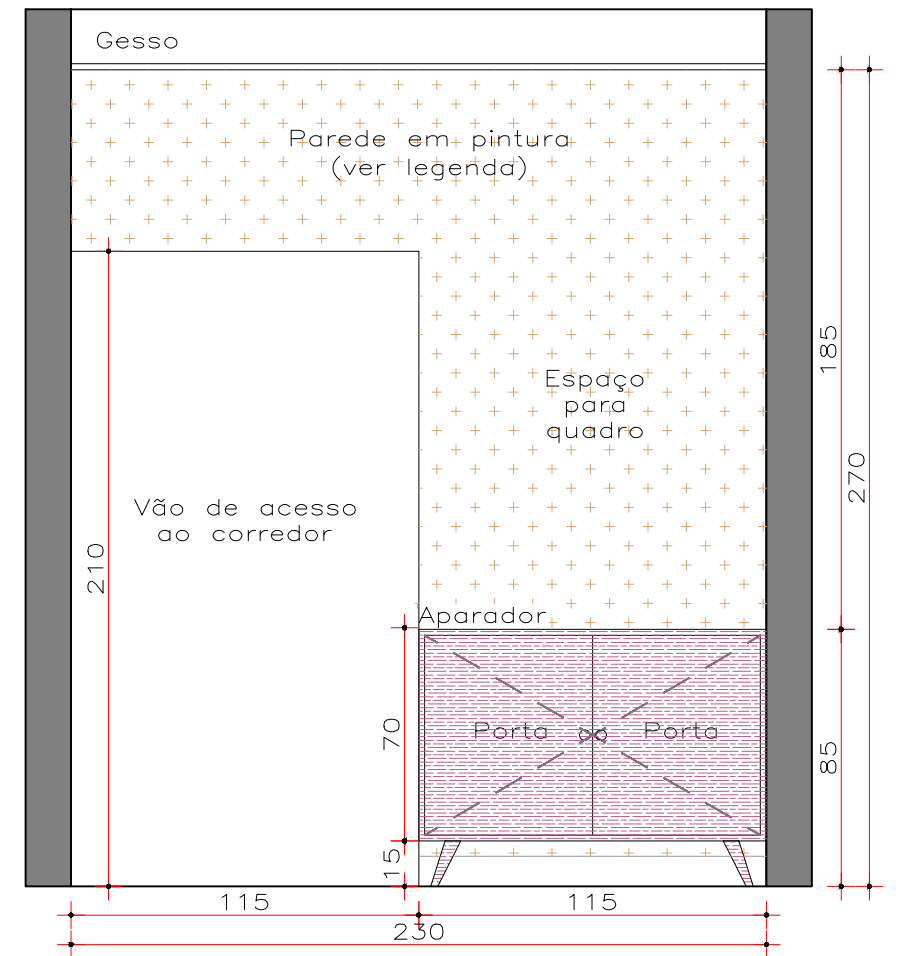 Gesso
Parede em pintura
(ver legenda)
185
270
Espaço
para
quadro
Vão de acesso
ao corredor
210
Aparador
70
Porta
Porta
85
15
115
115
230